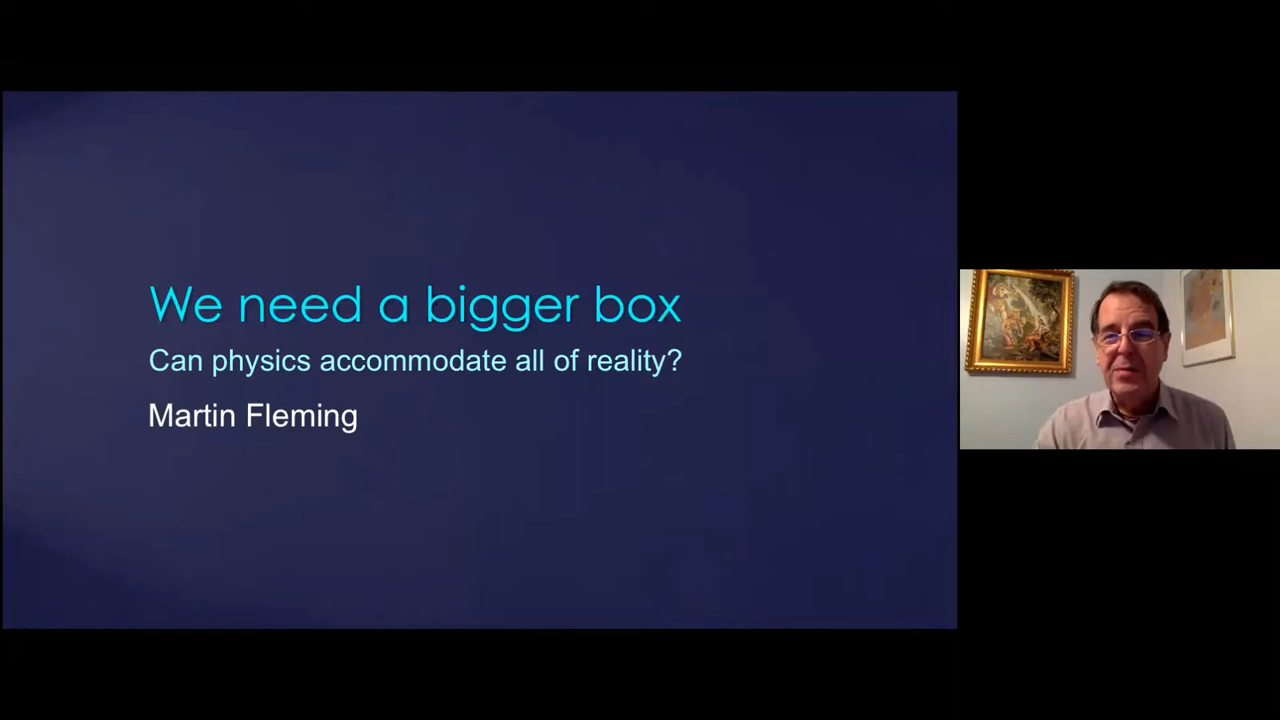 We need a bigger box
Can physics accommodate all of reality?
Martin Fleming